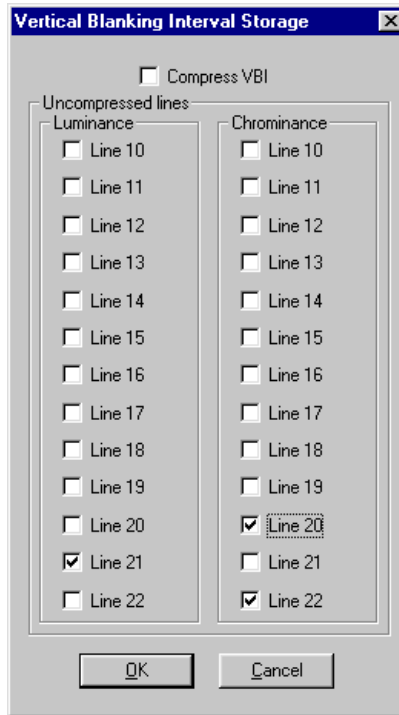 Vertical Blanking Interval Storage
Compress VBI
Uncompressed lines
Luminance Chrominance
Line 10 Line 10
Line 11 Line 11
Line 12 Line 12
Line 13 Line 13
Line 14 Line 14
Line 15 Line 15
Line 16 Line 16
Line 17 Line 17
Line 18 Line 18
Line 19 Line 19
Line 20 Line 20
Line 21 Line 21
Line 22 Line 22
OK Cancel